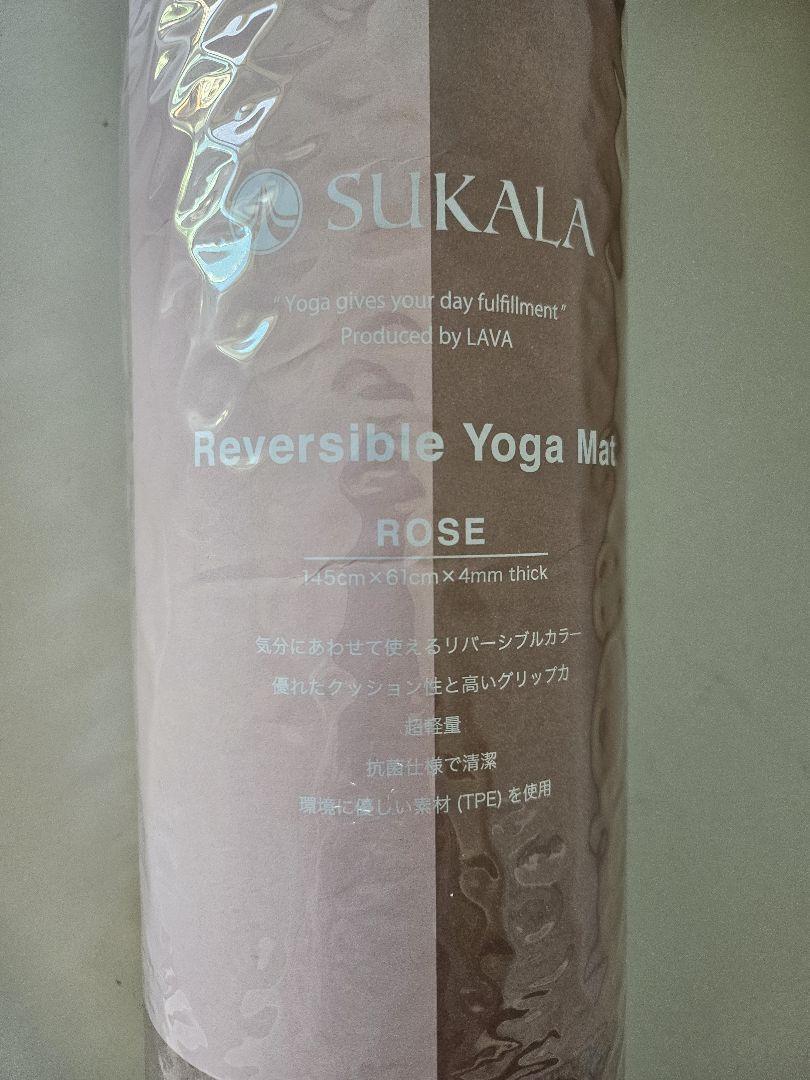 SUKALA
"Yoga gives your day fulfillment"
Produced by LAVA
Reversible Yoga Mat
ROSE
145cm×61cm×4mm thick
気分にあわせて使えるリバーシブルカラー
優れたクッション性と高いグリップ力
超軽量
抗菌仕様で清潔
環境に優しい素材 (TPE) を使用